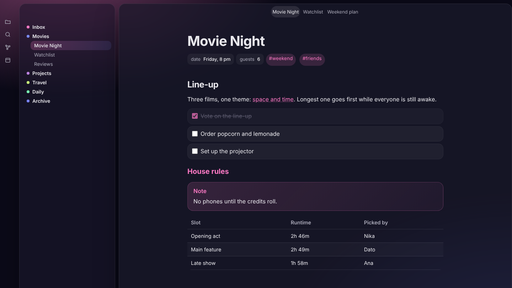 Movie Night
Watchlist
Weekend plan
Inbox
Movies
Movie Night
Watchlist
Reviews
Projects
Travel
Daily
Archive
Movie Night
date Friday, 8 pm
guests 6
#weekend
#friends
Line-up
Three films, one theme: space and time. Longest one goes first while everyone is still awake.
Vote on the line-up
Order popcorn and lemonade
Set up the projector
House rules
Note
No phones until the credits roll.
Slot Runtime Picked by
Opening act 2h 46m Nika
Main feature 2h 49m Dato
Late show 1h 58m Ana